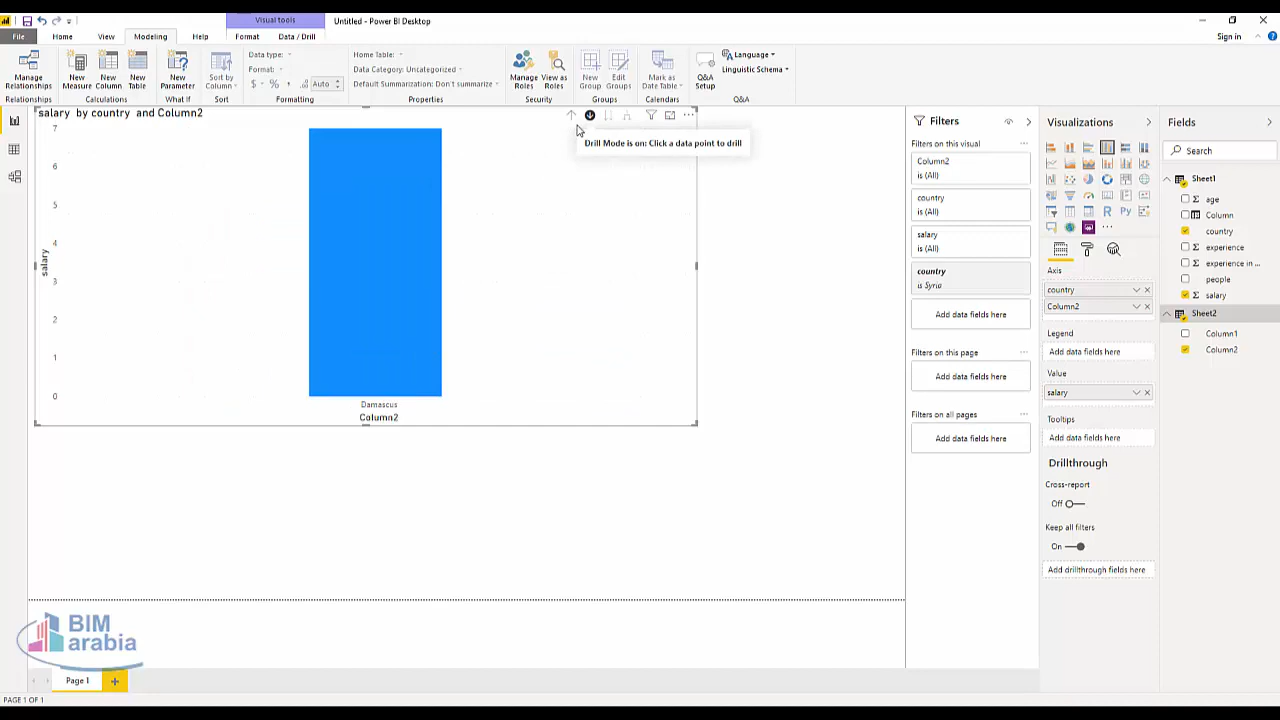 Visual tools
Untitled - Power BI Desktop
File
Home
View
Modeling
Help
Format
Data / Drill
Sign in
Manage Relationships
Relationships
New Measure
New Column
New Table
Calculations
New Parameter
What If
Sort by Column
Sort
Data type:
Format:
$ % , Auto
Formatting
Home Table:
Data Category: Uncategorized
Default Summarization: Don't summarize
Properties
Manage Roles
View as Roles
Security
New Group
Edit Groups
Groups
Mark as Date Table
Calendars
Q&A Setup
Language
Linguistic Schema
Q&A
salary by country and Column2
Drill Mode is on: Click a data point to drill
7
6
5
4
3
2
1
0
salary
Damascus
Column2
Filters
Filters on this visual
Column2
is (All)
country
is (All)
salary
is (All)
country
is Syria
Add data fields here
Filters on this page
Add data fields here
Filters on all pages
Add data fields here
Visualizations
R
Py
Axis
country
Column2
Legend
Add data fields here
Value
salary
Tooltips
Add data fields here
Drillthrough
Cross-report
Off
Keep all filters
On
Add drillthrough fields here
Fields
Search
Sheet1
Σ age
Column
country
Σ experience
Σ experience in ...
people
Σ salary
Sheet2
Column1
Column2
BIM
arabia
Page 1
PAGE 1 OF 1